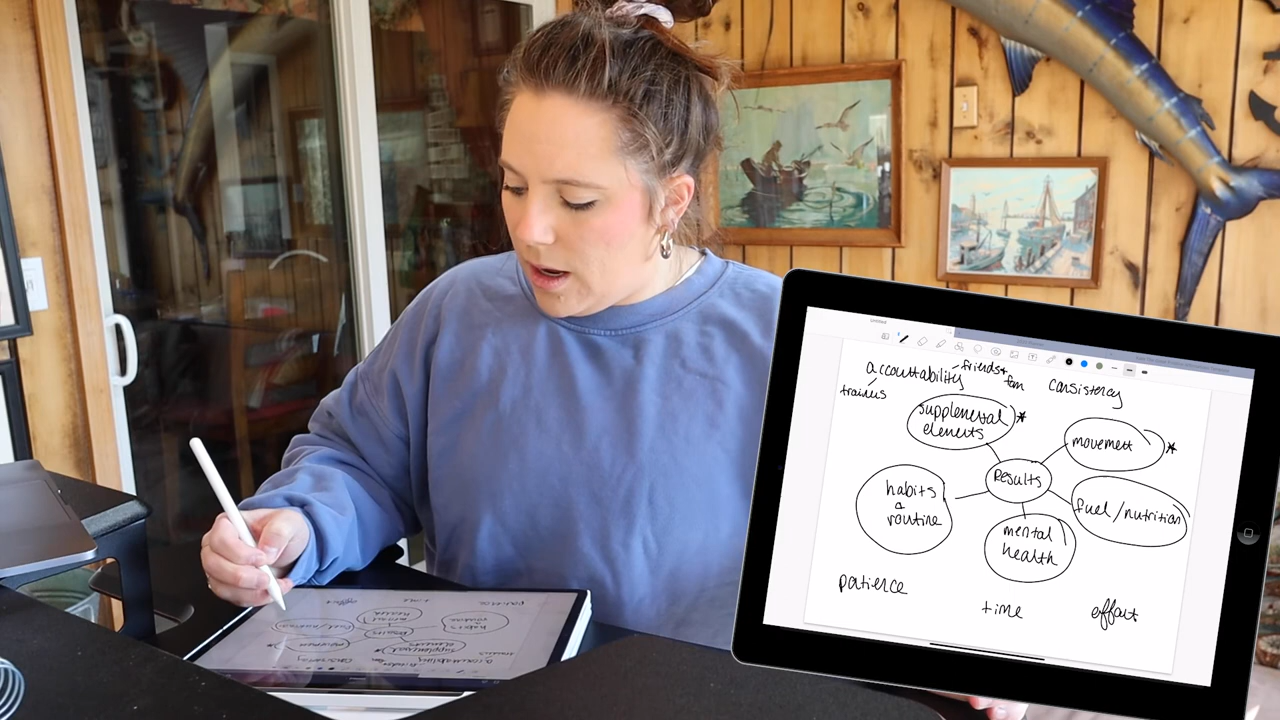 accountability - friends + fam
trainers
consistency
supplemental
elements *
movement *
Results
habits
&
routine
fuel/nutrition
mental
health
patience
time
effort